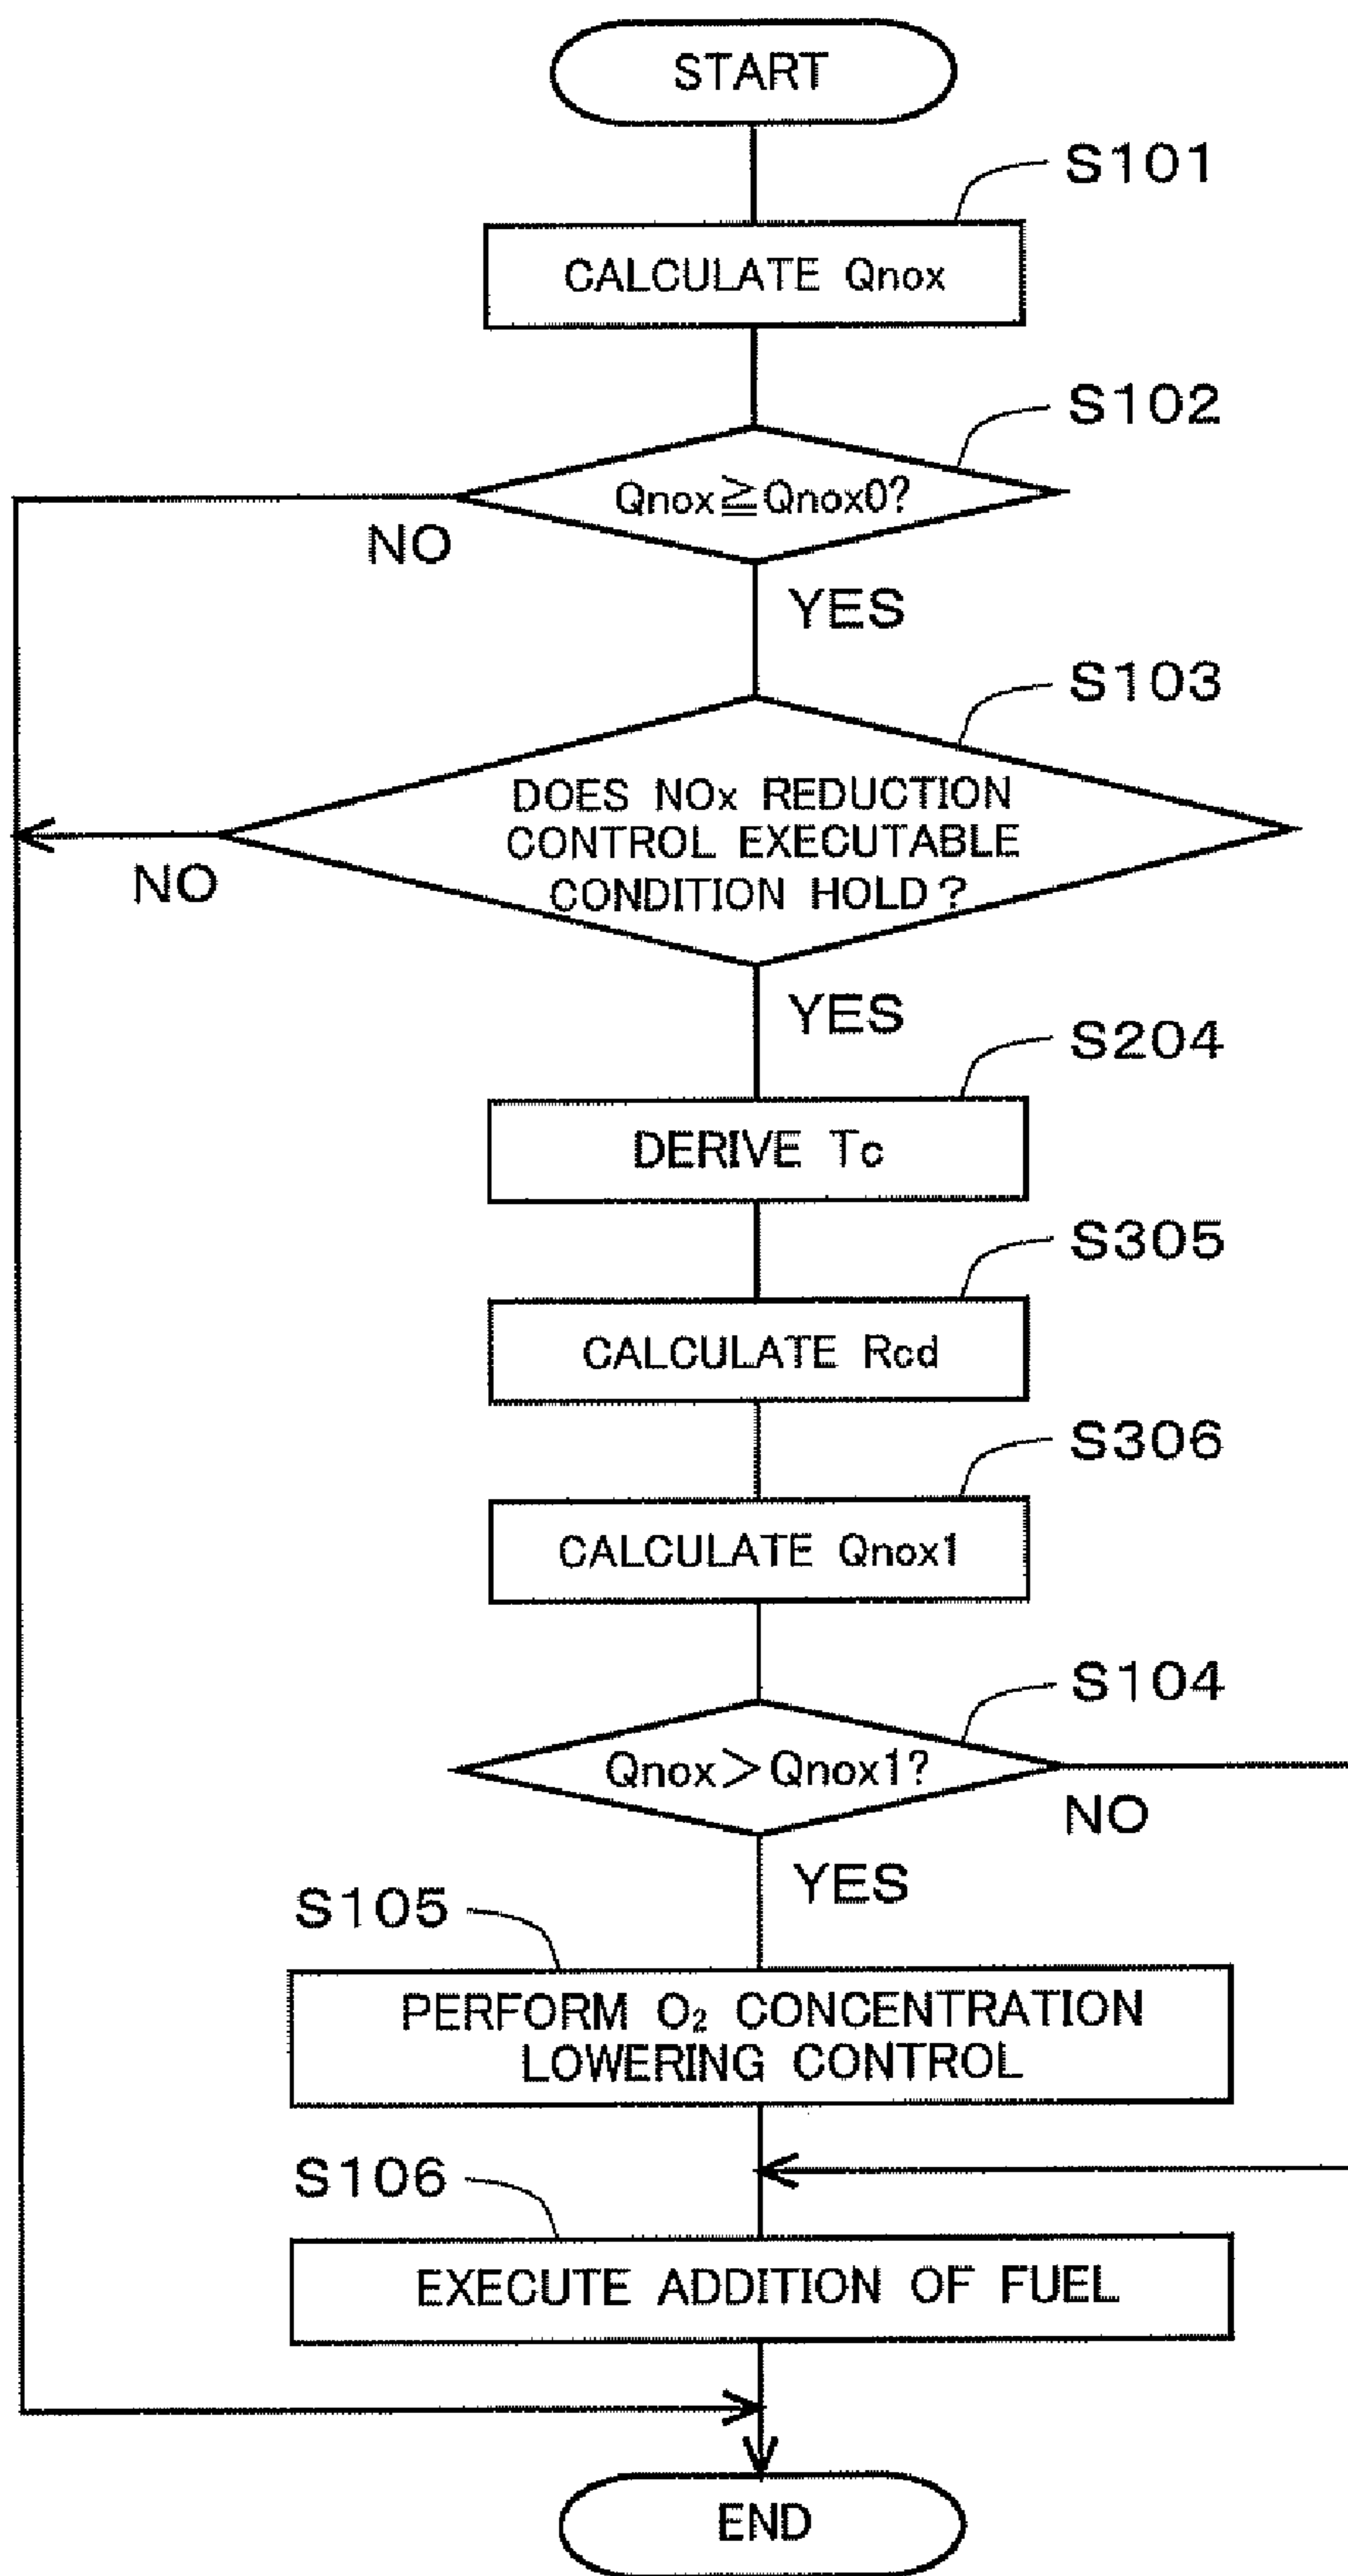 START
S101
CALCULATE Qnox
S102
Qnox≧Qnox0?
NO
YES
S103
DOES NOx REDUCTION
CONTROL EXECUTABLE
CONDITION HOLD?
NO
YES
S204
DERIVE Tc
S305
CALCULATE Rcd
S306
CALCULATE Qnox1
S104
Qnox>Qnox1?
NO
YES
S105
PERFORM O₂ CONCENTRATION
LOWERING CONTROL
S106
EXECUTE ADDITION OF FUEL
END